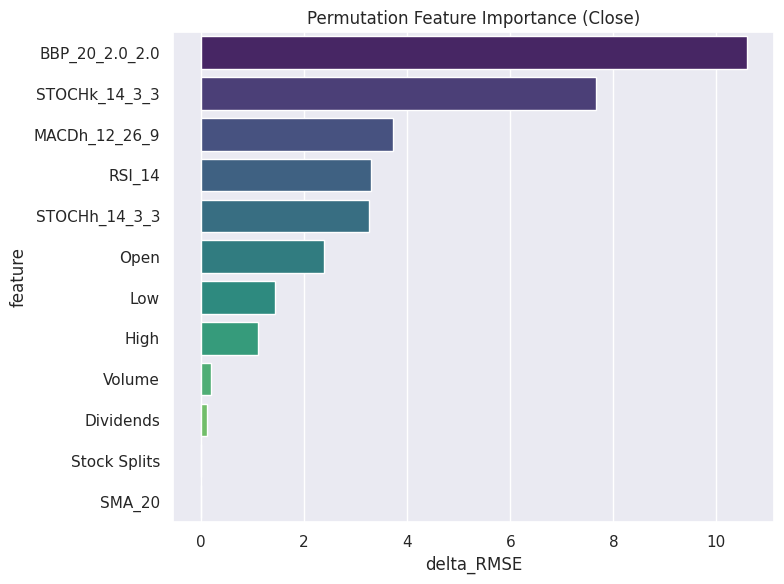 Permutation Feature Importance (Close)
BBP_20_2.0_2.0
STOCHk_14_3_3
MACDh_12_26_9
RSI_14
STOCHh_14_3_3
Open
Low
High
Volume
Dividends
Stock Splits
SMA_20
feature
0 2 4 6 8 10
delta_RMSE